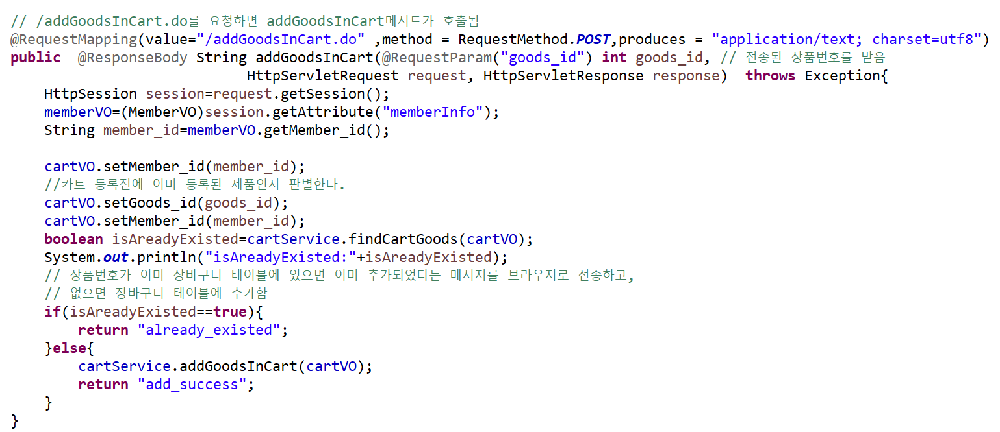 // /addGoodsInCart.do를 요청하면 addGoodsInCart메서드가 호출됨
@RequestMapping(value="/addGoodsInCart.do" ,method = RequestMethod.POST,produces = "application/text; charset=utf8")
public  @ResponseBody String addGoodsInCart(@RequestParam("goods_id") int goods_id, // 전송된 상품번호를 받음
                            HttpServletRequest request, HttpServletResponse response)  throws Exception{
    HttpSession session=request.getSession();
    memberVO=(MemberVO)session.getAttribute("memberInfo");
    String member_id=memberVO.getMember_id();

    cartVO.setMember_id(member_id);
    //카트 등록전에 이미 등록된 제품인지 판별한다.
    cartVO.setGoods_id(goods_id);
    cartVO.setMember_id(member_id);
    boolean isAreadyExisted=cartService.findCartGoods(cartVO);
    System.out.println("isAreadyExisted:"+isAreadyExisted);
    // 상품번호가 이미 장바구니 테이블에 있으면 이미 추가되었다는 메시지를 브라우저로 전송하고,
    // 없으면 장바구니 테이블에 추가함
    if(isAreadyExisted==true){
        return "already_existed";
    }else{
        cartService.addGoodsInCart(cartVO);
        return "add_success";
    }
}